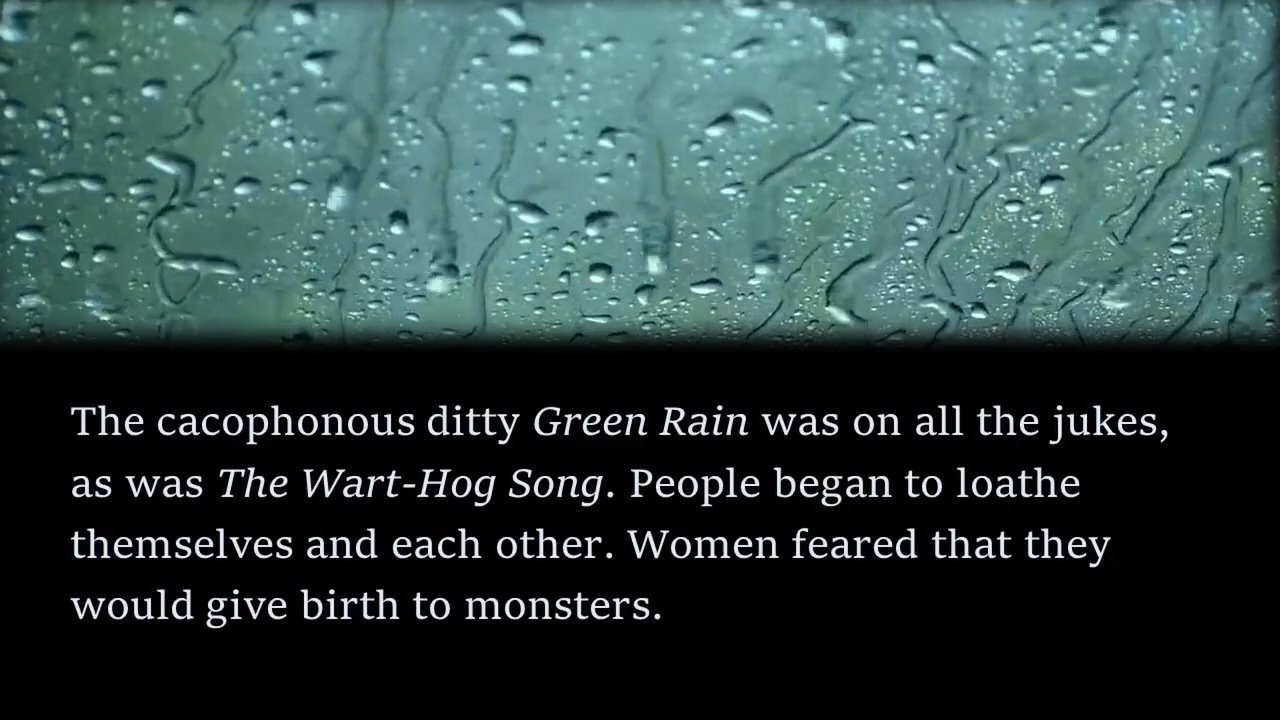 The cacophonous ditty Green Rain was on all the jukes,
as was The Wart-Hog Song. People began to loathe
themselves and each other. Women feared that they
would give birth to monsters.